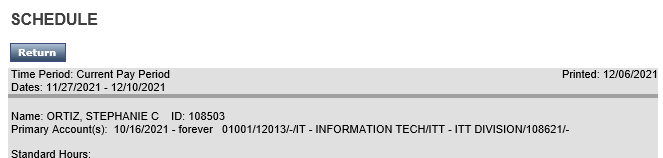 SCHEDULE
Return
Time Period: Current Pay Period Printed: 12/06/2021
Dates: 11/27/2021 - 12/10/2021
Name: ORTIZ, STEPHANIE C ID: 108503
Primary Account(s): 10/16/2021 - forever 01001/12013/-/IT - INFORMATION TECH/ITT - ITT DIVISION/108621/-
Standard Hours: